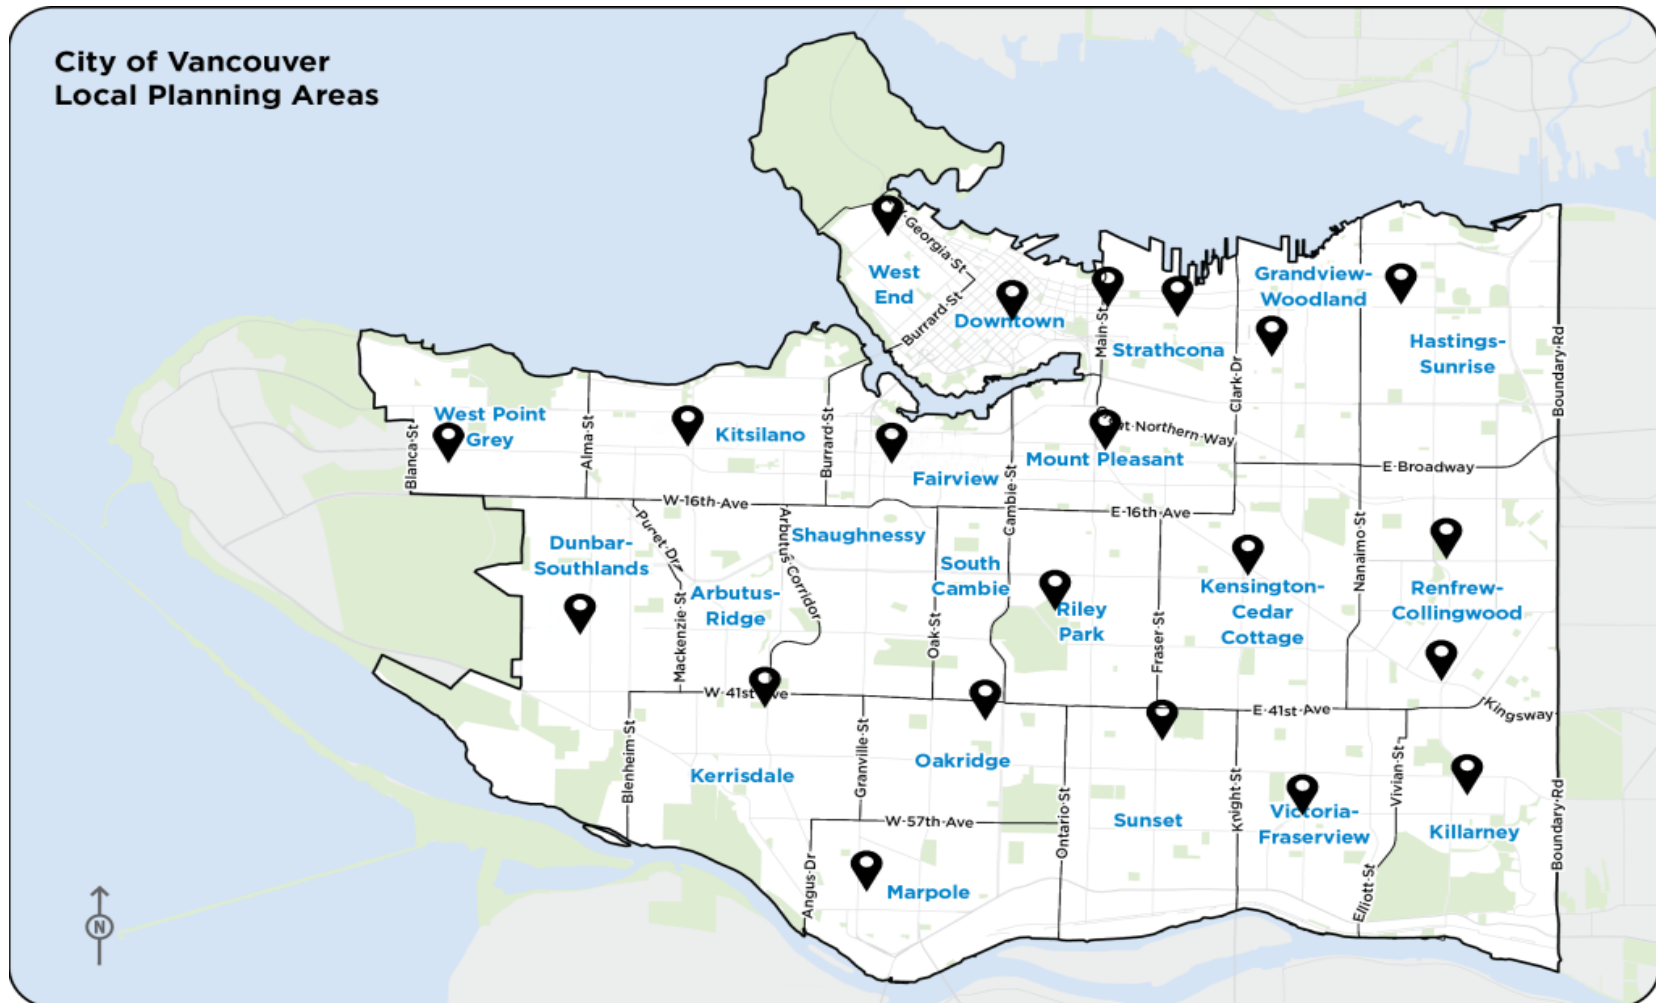 City of Vancouver
Local Planning Areas
W·Georgia·St
West
End
Burrard·St
Downtown
Main·St
Strathcona
Clark·Dr
Grandview-
Woodland
Hastings-
Sunrise
Boundary·Rd
West Point
Grey
Blanca·St
Alma·St
Kitsilano
Burrard·St
Fairview
Cambie·St
Mount Pleasant
Northern·Way
E·Broadway
W·16th·Ave
E·16th·Ave
Dunbar-
Southlands
Puget·Dr
Mackenzie·St
Arbutus-
Ridge
Arbutus·Corridor
Shaughnessy
Oak·St
South
Cambie
Riley
Park
Fraser·St
Kensington-
Cedar
Cottage
Nanaimo·St
Renfrew-
Collingwood
W·41st·Ave
E·41st·Ave
Kingsway
Blenheim·St
Kerrisdale
Granville·St
Oakridge
W·57th·Ave
Ontario·St
Sunset
Knight·St
Victoria-
Fraserview
Vivian·St
Elliott·St
Killarney
Boundary·Rd
Angus·Dr
Marpole
N